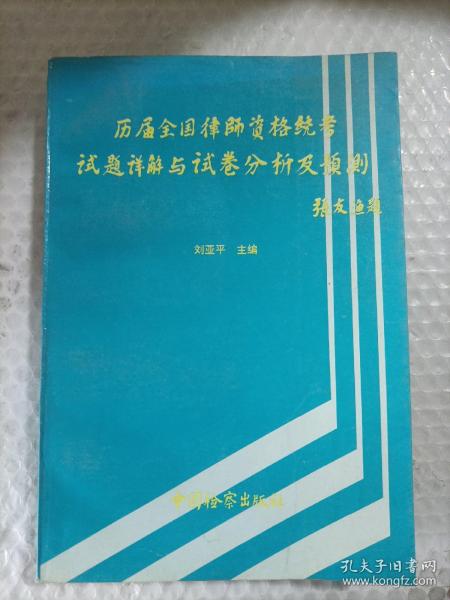 历届全国律师资格统考
试题详解与试卷分析及预测
張友渔题
刘亚平 主编
中国检察出版社
孔夫子旧书网
www.kongfz.com